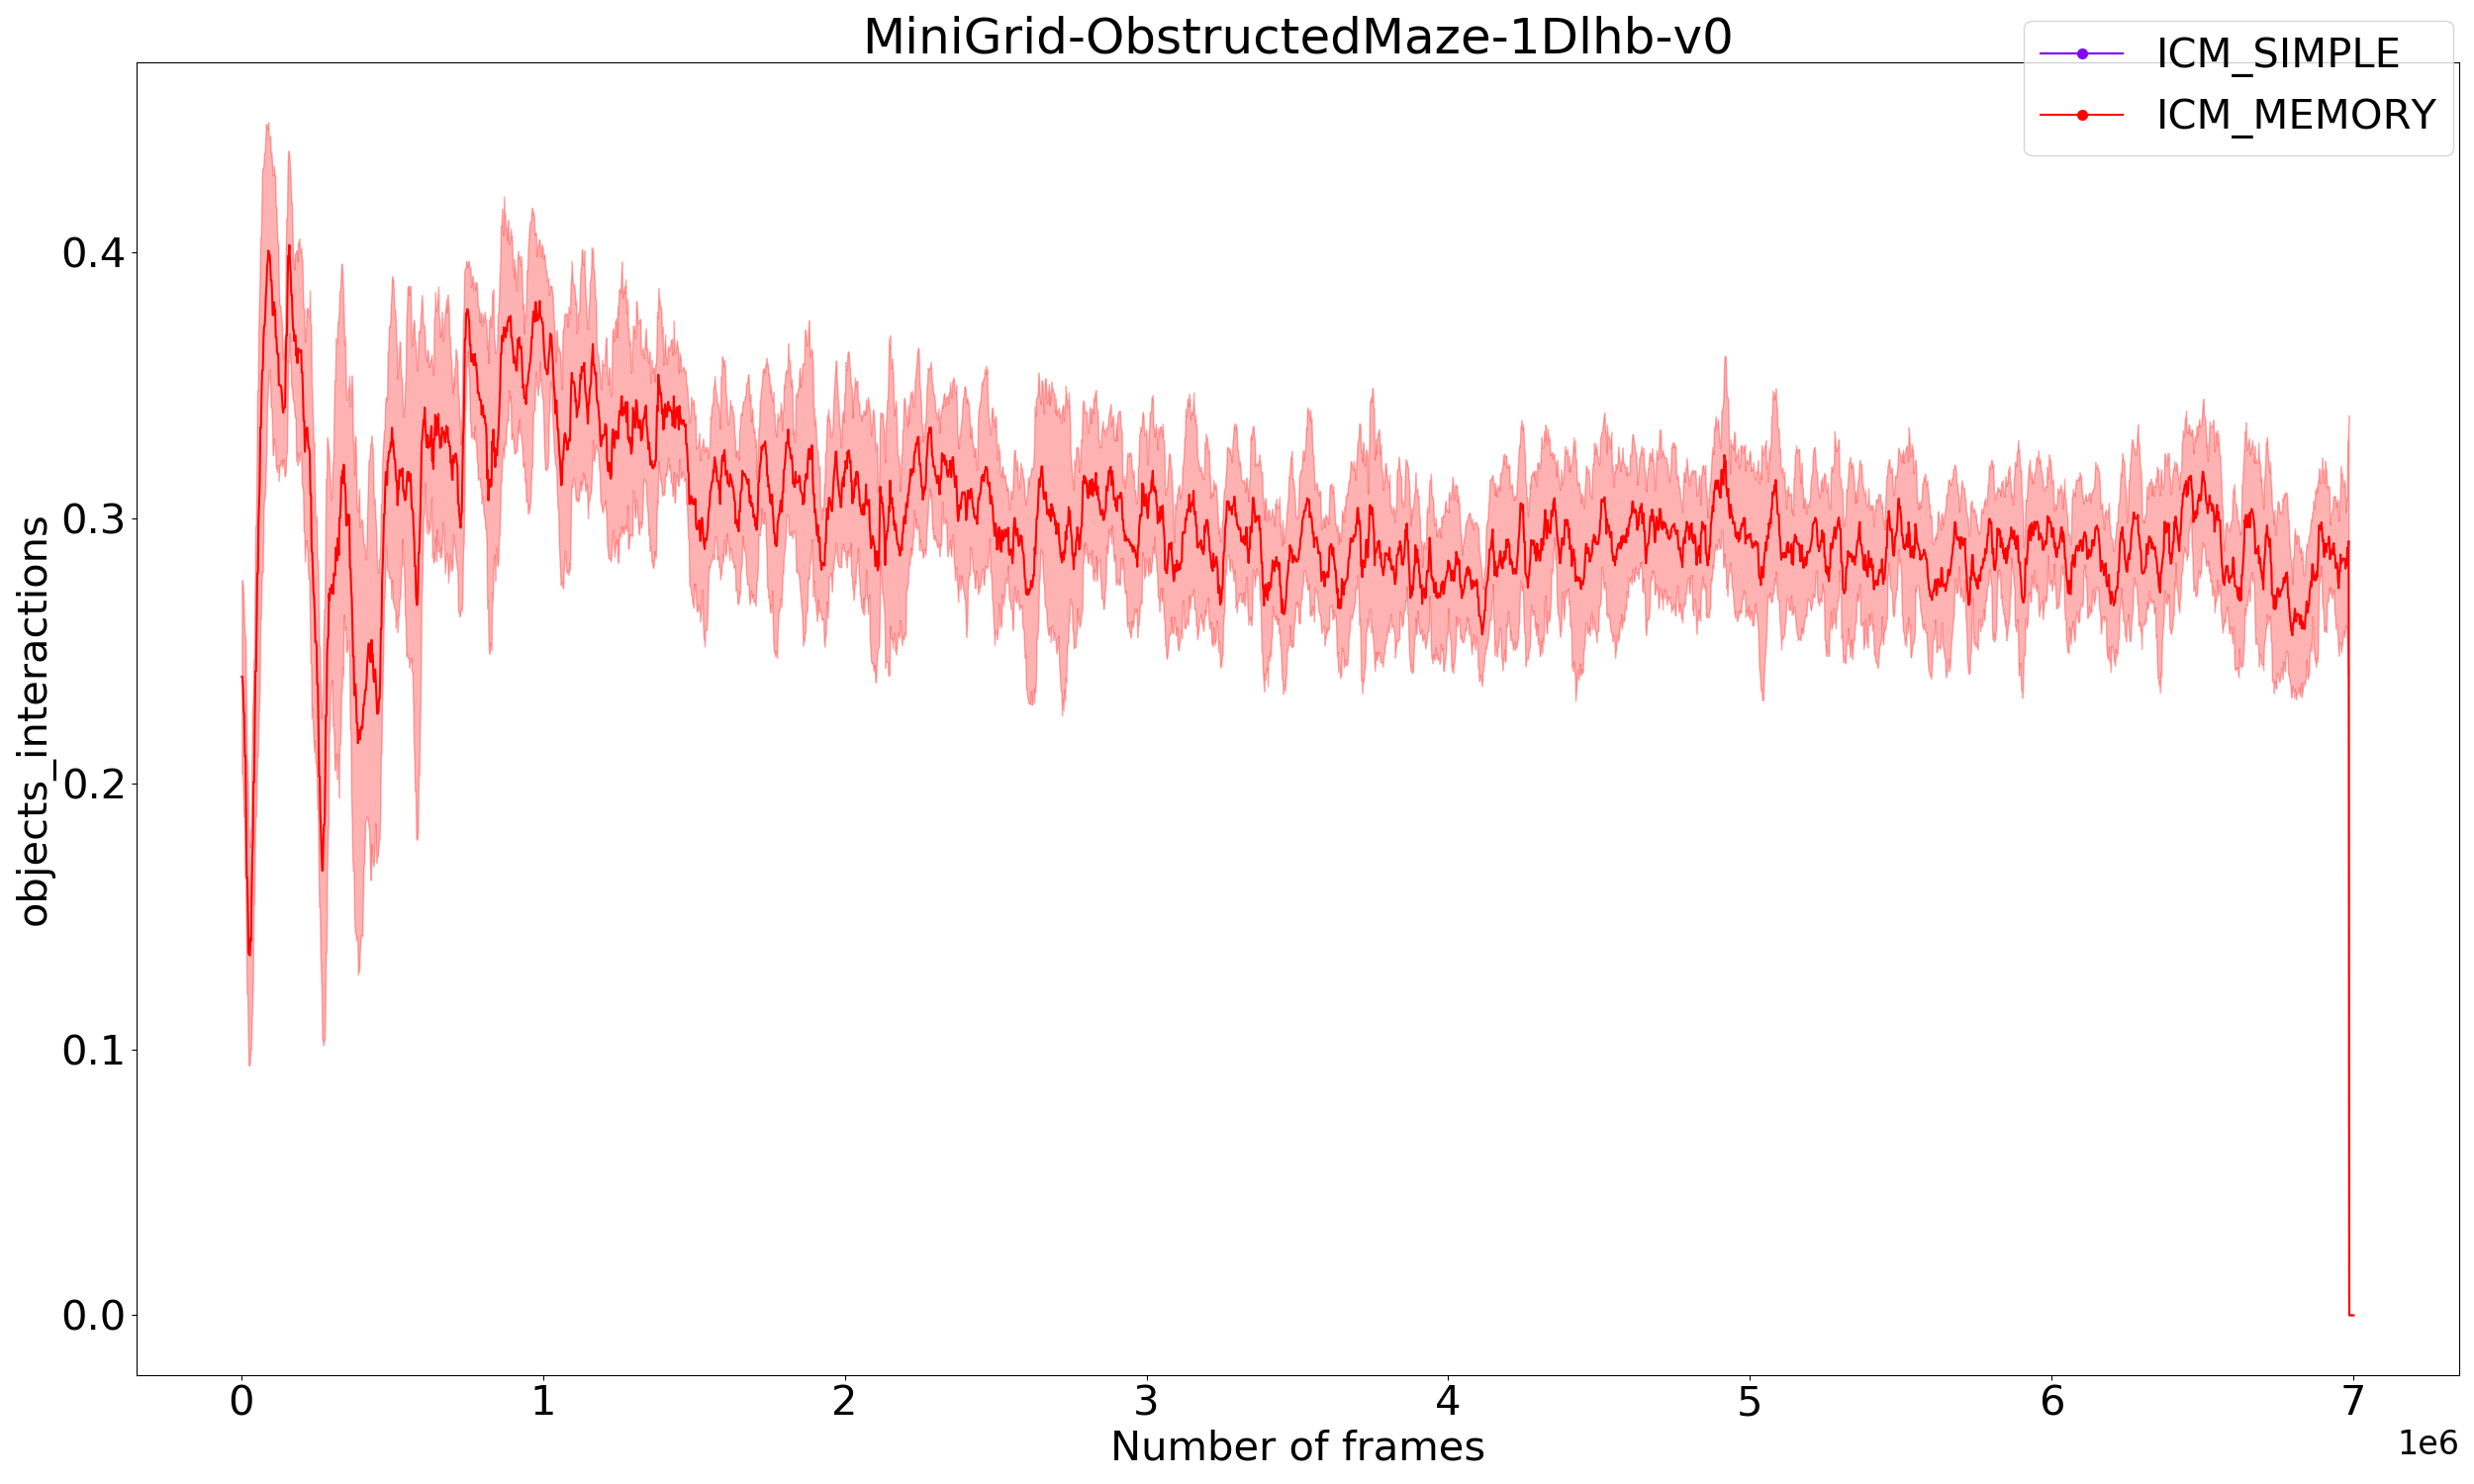 MiniGrid-ObstructedMaze-1Dlhb-v0
ICM_SIMPLE
ICM_MEMORY
objects_interactions
0.4
0.3
0.2
0.1
0.0
0 1 2 3 4 5 6 7
Number of frames
1e6